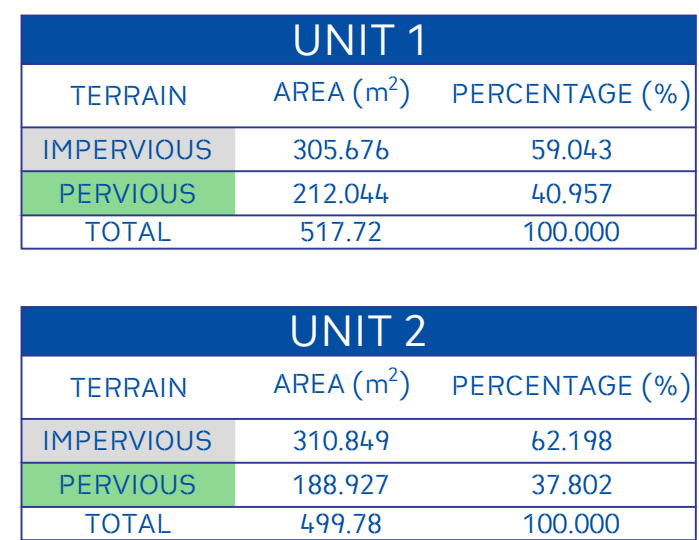 UNIT 1
TERRAIN AREA (m²) PERCENTAGE (%)
IMPERVIOUS 305.676 59.043
PERVIOUS 212.044 40.957
TOTAL 517.72 100.000
UNIT 2
TERRAIN AREA (m²) PERCENTAGE (%)
IMPERVIOUS 310.849 62.198
PERVIOUS 188.927 37.802
TOTAL 499.78 100.000